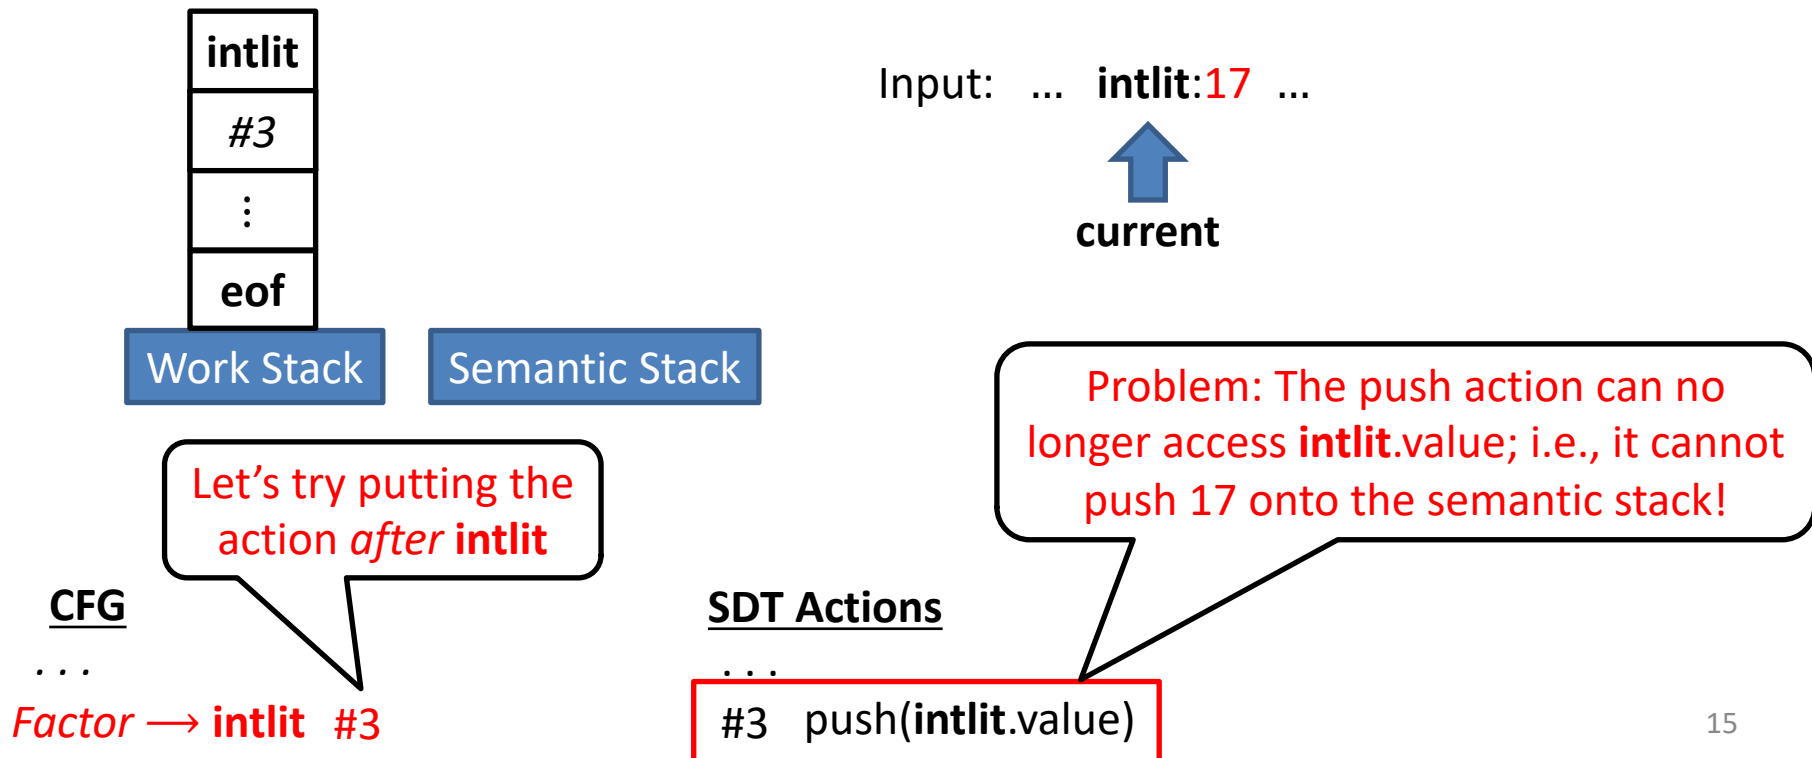 intlit
#3
⋮
eof
Work Stack
Semantic Stack
Input: ... intlit:17 ...
current
Let’s try putting the
action after intlit
Problem: The push action can no
longer access intlit.value; i.e., it cannot
push 17 onto the semantic stack!
CFG
. . .
Factor ⟶ intlit #3
SDT Actions
. . .
#3 push(intlit.value)
15